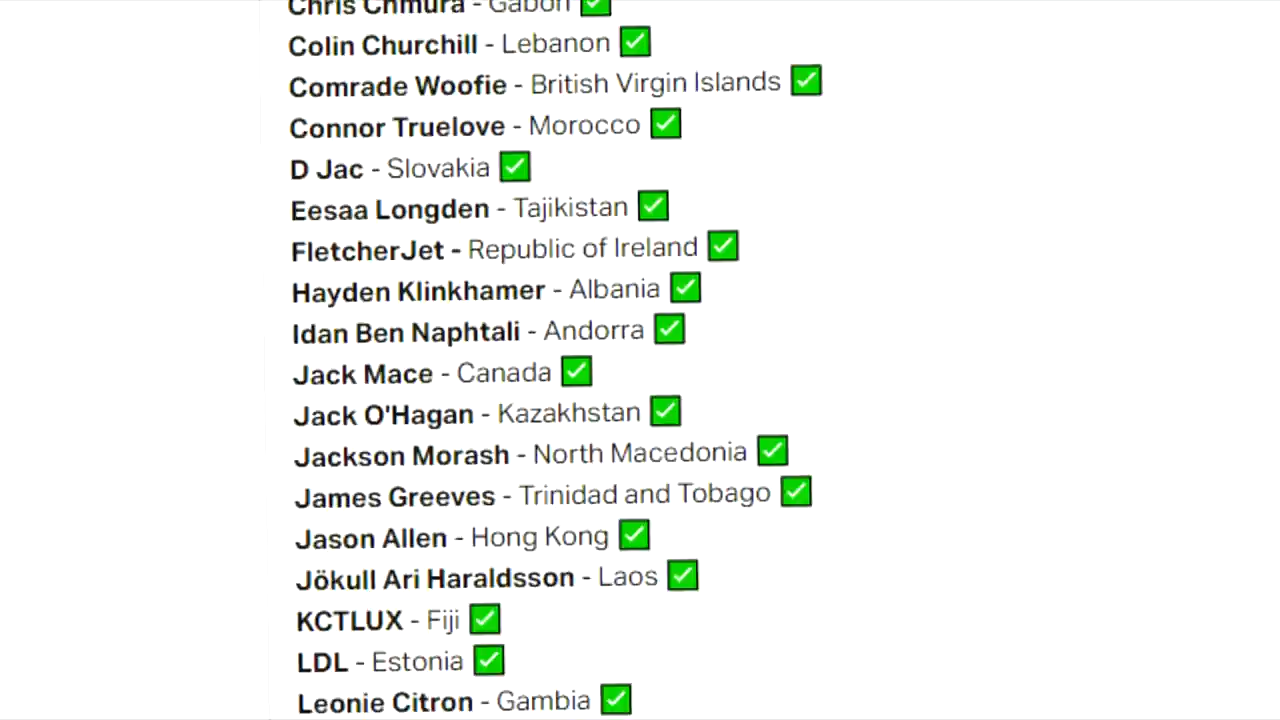 Chris Chmura - Gabon ✅
Colin Churchill - Lebanon ✅
Comrade Woofie - British Virgin Islands ✅
Connor Truelove - Morocco ✅
D Jac - Slovakia ✅
Eesaa Longden - Tajikistan ✅
FletcherJet - Republic of Ireland ✅
Hayden Klinkhamer - Albania ✅
Idan Ben Naphtali - Andorra ✅
Jack Mace - Canada ✅
Jack O'Hagan - Kazakhstan ✅
Jackson Morash - North Macedonia ✅
James Greeves - Trinidad and Tobago ✅
Jason Allen - Hong Kong ✅
Jökull Ari Haraldsson - Laos ✅
KCTLUX - Fiji ✅
LDL - Estonia ✅
Leonie Citron - Gambia ✅